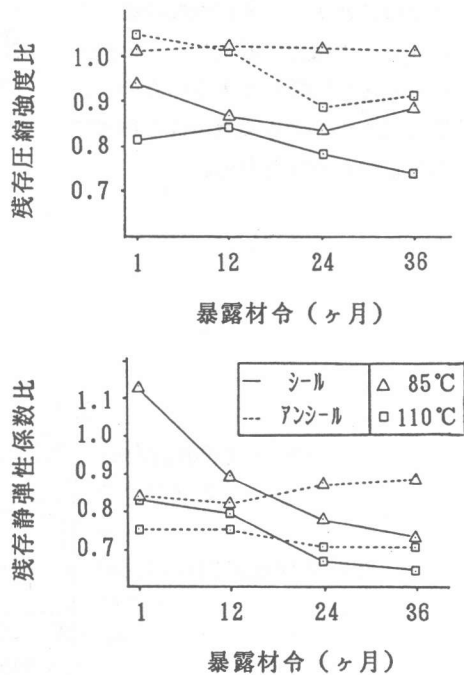 残存圧縮強度比
1.0
0.9
0.8
0.7
1 12 24 36
暴露材令(ヶ月)
残存静弾性係数比
1.1
1.0
0.9
0.8
0.7
シール △ 85℃
アンシール □ 110℃
1 12 24 36
暴露材令(ヶ月)